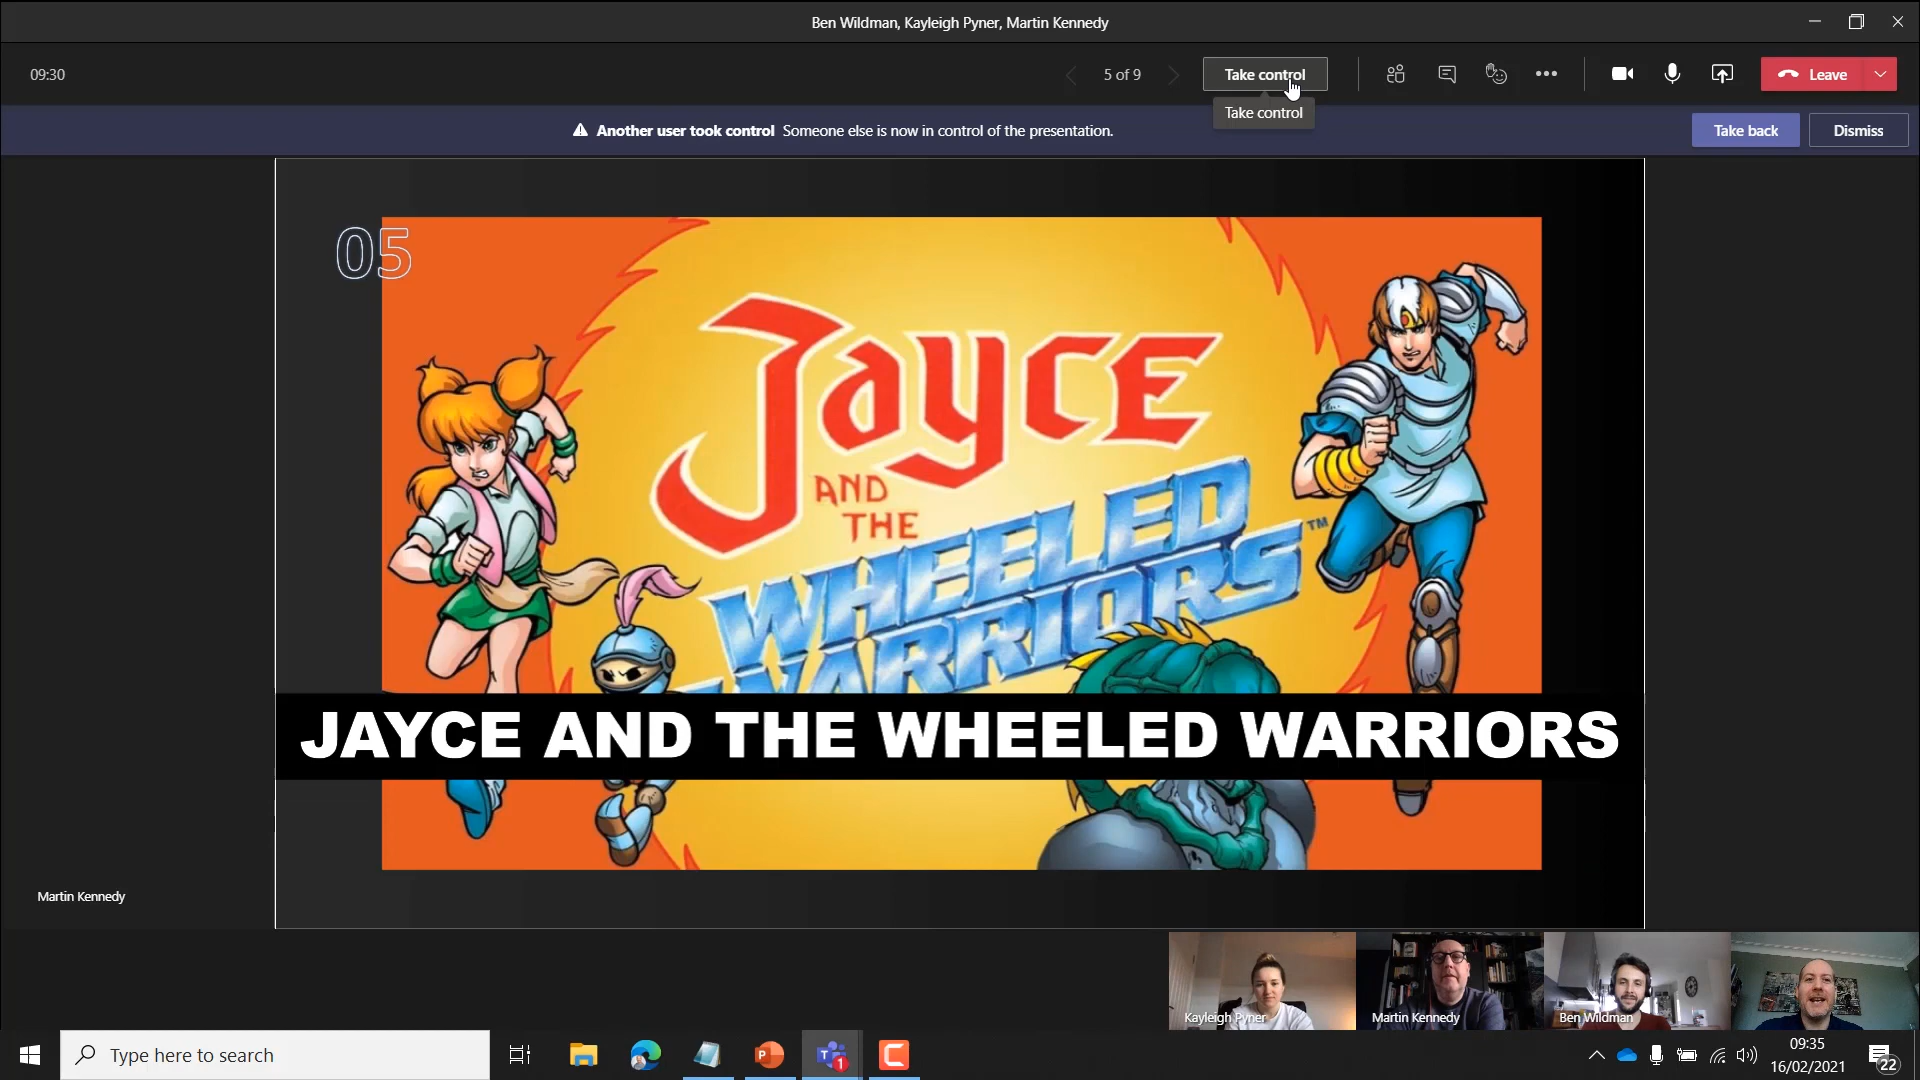 Ben Wildman, Kayleigh Pyner, Martin Kennedy
09:30
5 of 9
Take control
Leave
Take control
Another user took control Someone else is now in control of the presentation.
Take back
Dismiss
05
Jayce
AND
THE
WHEELED
WARRIORS
TM
JAYCE AND THE WHEELED WARRIORS
Martin Kennedy
Kayleigh Pyner
Martin Kennedy
Ben Wildman
Type here to search
P
T
1
C
09:35
16/02/2021
22